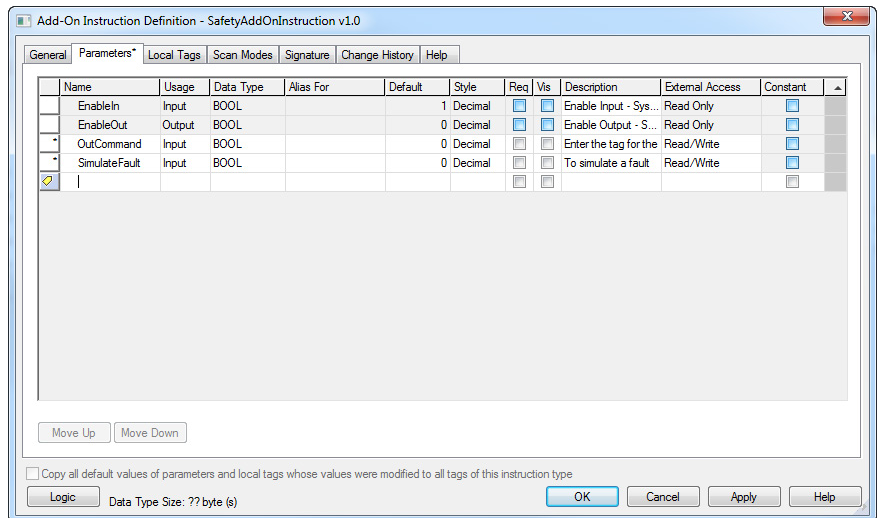 Add-On Instruction Definition - SafetyAddOnInstruction v1.0
General Parameters* Local Tags Scan Modes Signature Change History Help
Name Usage Data Type Alias For Default Style Req Vis Description External Access Constant
EnableIn Input BOOL 1 Decimal Enable Input - Sys... Read Only
EnableOut Output BOOL 0 Decimal Enable Output - S... Read Only
* OutCommand Input BOOL 0 Decimal Enter the tag for the Read/Write
* SimulateFault Input BOOL 0 Decimal To simulate a fault Read/Write
Move Up Move Down
Copy all default values of parameters and local tags whose values were modified to all tags of this instruction type
Logic Data Type Size: ?? byte (s) OK Cancel Apply Help